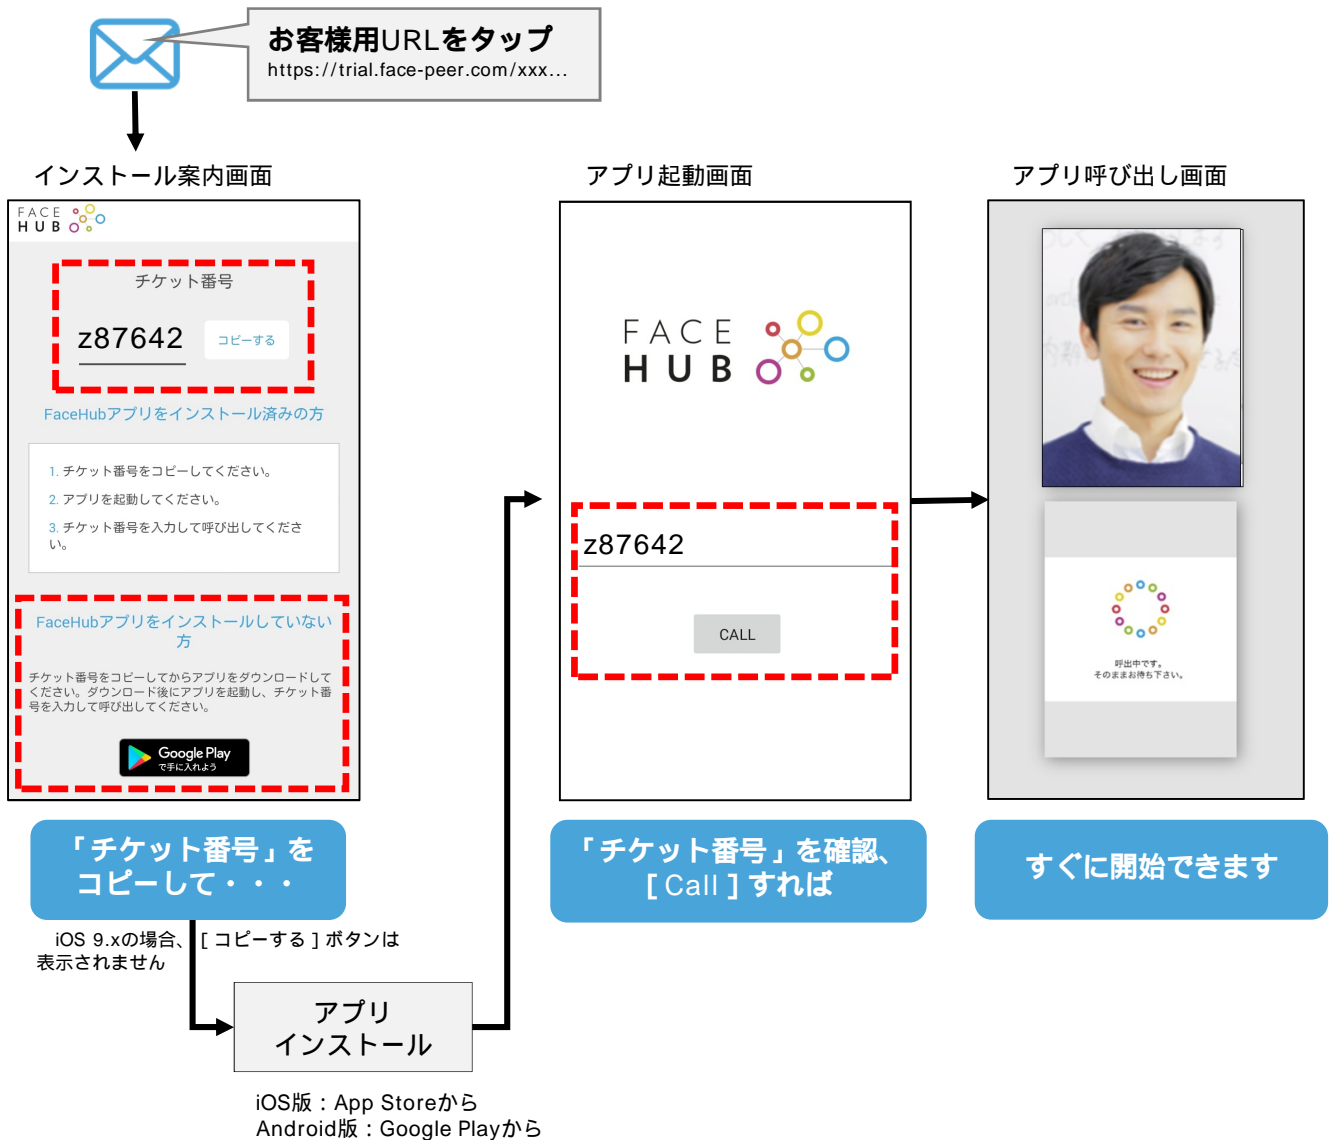 お客様用URLをタップ
https://trial.face-peer.com/xxx...
インストール案内画面
FACE
HUB
チケット番号
z87642
コピーする
FaceHubアプリをインストール済みの方
1. チケット番号をコピーしてください。
2. アプリを起動してください。
3. チケット番号を入力して呼び出してくださ
い。
FaceHubアプリをインストールしていない
方
チケット番号をコピーしてからアプリをダウンロードして
ください。ダウンロード後にアプリを起動し、チケット番
号を入力して呼び出してください。
Google Play
で手に入れよう
「チケット番号」を
コピーして・・・
iOS 9.xの場合、［コピーする］ボタンは
表示されません
アプリ
インストール
iOS版：App Storeから
Android版：Google Playから
アプリ起動画面
FACE
HUB
z87642
CALL
「チケット番号」を確認、
［Call］すれば
アプリ呼び出し画面
呼出中です。
そのままお待ち下さい。
すぐに開始できます